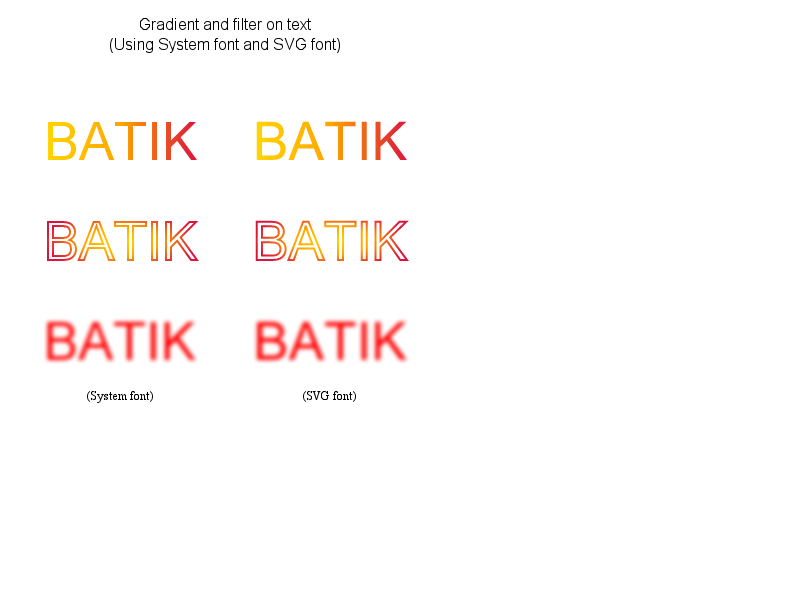 Gradient and filter on text
(Using System font and SVG font)
BATIK BATIK
BATIK BATIK
BATIK BATIK
(System font) (SVG font)